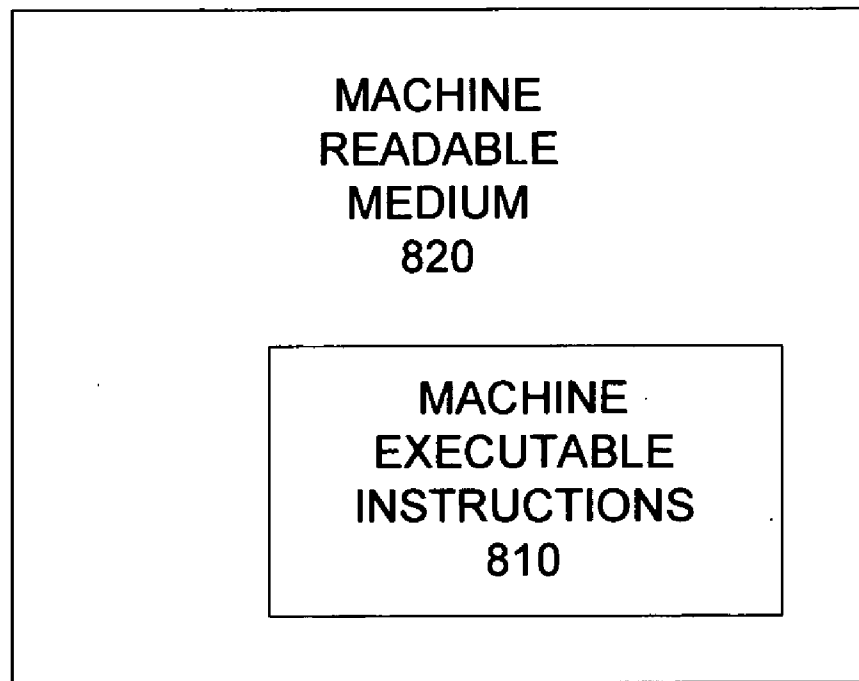 MACHINE
READABLE
MEDIUM
820
MACHINE
EXECUTABLE
INSTRUCTIONS
810